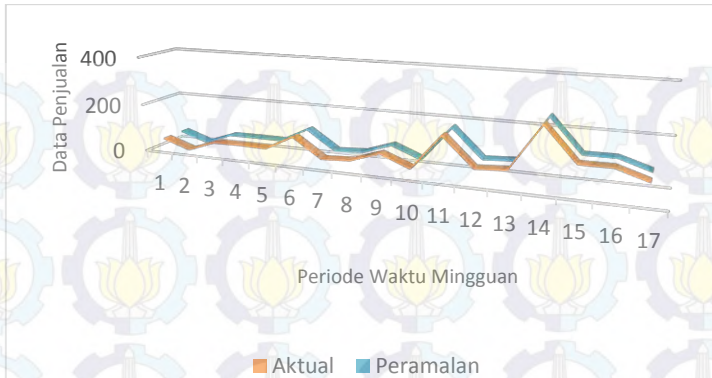 Data Penjualan
400
200
0
1 2 3 4 5 6 7 8 9 10 11 12 13 14 15 16 17
Periode Waktu Mingguan
Aktual Peramalan